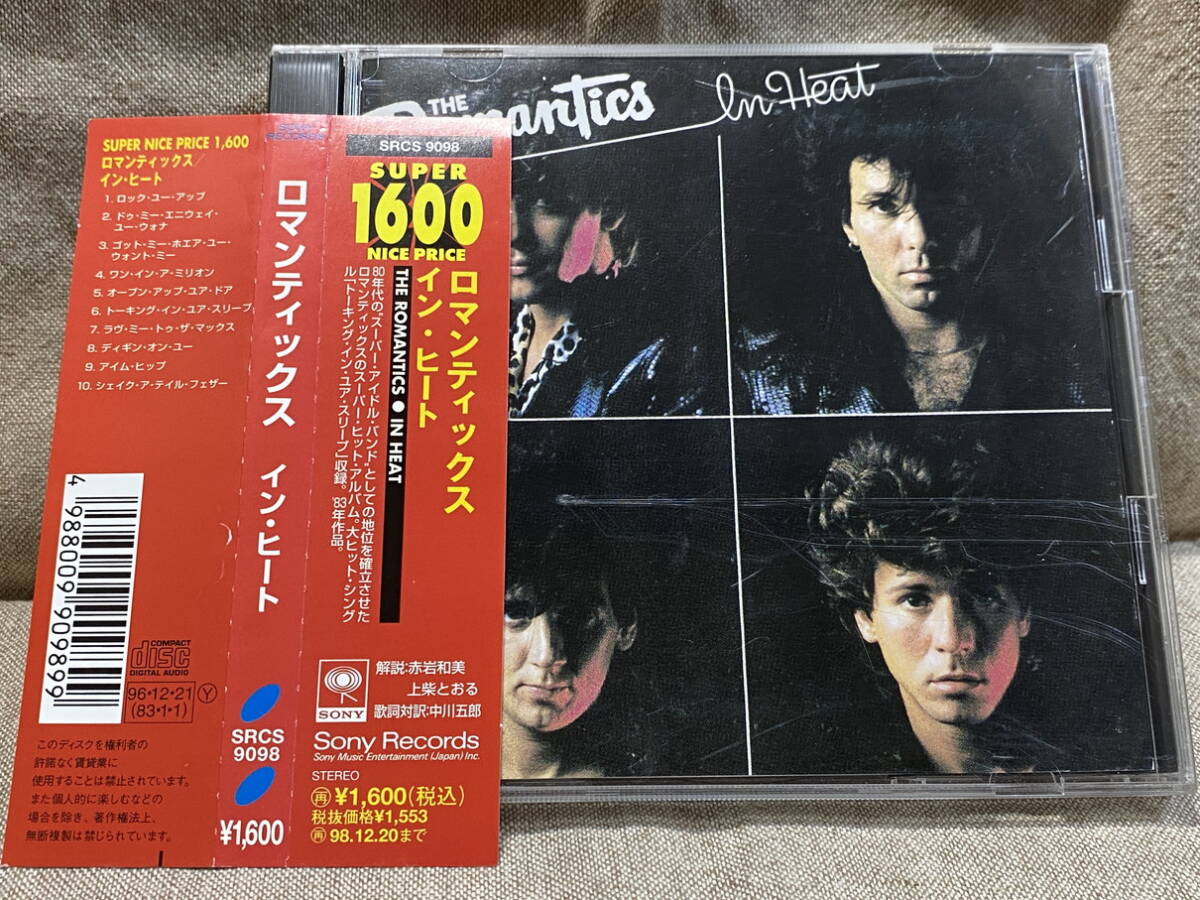 SUPER NICE PRICE 1,600
ロマンティックス/
イン・ヒート
1. ロック・ユー・アップ
2. ドゥ・ミー・エニウェイ・
ユー・ウォナ
3. ゴット・ミー・ホエア・ユー・
ウォント・ミー
4. ワン・イン・ア・ミリオン
5. オープン・アップ・ユア・ドア
6. トーキング・イン・ユア・スリープ
7. ラヴ・ミー・トゥ・ザ・マックス
8. ディギン・オン・ユー
9. アイム・ヒップ
10. シェイク・ア・テイル・フェザー
4 988009 909899
COMPACT
disc
DIGITAL AUDIO
96・12・21
(83・1・1)
Y
このディスクを権利者の
許諾なく賃貸業に
使用することは禁止されています。
また個人的に楽しむなどの
場合を除き、著作権法上、
無断複製は禁じられています。
SONY
RECORDS
ロマンティックス イン・ヒート
SRCS
9098
¥1,600
SRCS 9098
SUPER
1600
NICE PRICE
ロマンティックス
イン・ヒート
THE ROMANTICS ● IN HEAT
80年代の“スーパー・アイドル・バンド”としての地位を確立させた
ロマンティックスのスーパー・ヒット・アルバム。大ヒット・シング
ル「トーキング・イン・ユア・スリープ」収録。'83年作品。
SONY
解説:赤岩和美
上柴とおる
歌詞対訳:中川五郎
Sony Records
Sony Music Entertainment (Japan) Inc.
STEREO
再 ¥1,600(税込)
税抜価格¥1,553
再 98.12.20まで
THE
Romantics
In Heat